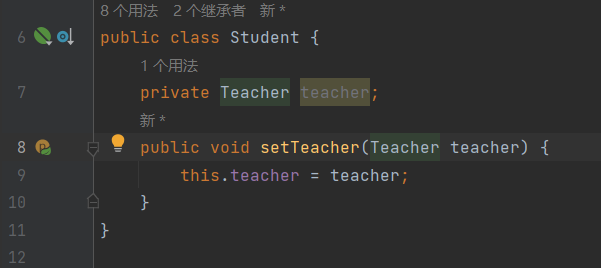 8 个用法 2 个继承者 新 *
6 public class Student {
1 个用法
7 private Teacher teacher;
新 *
8 public void setTeacher(Teacher teacher) {
9 this.teacher = teacher;
10 }
11 }
12